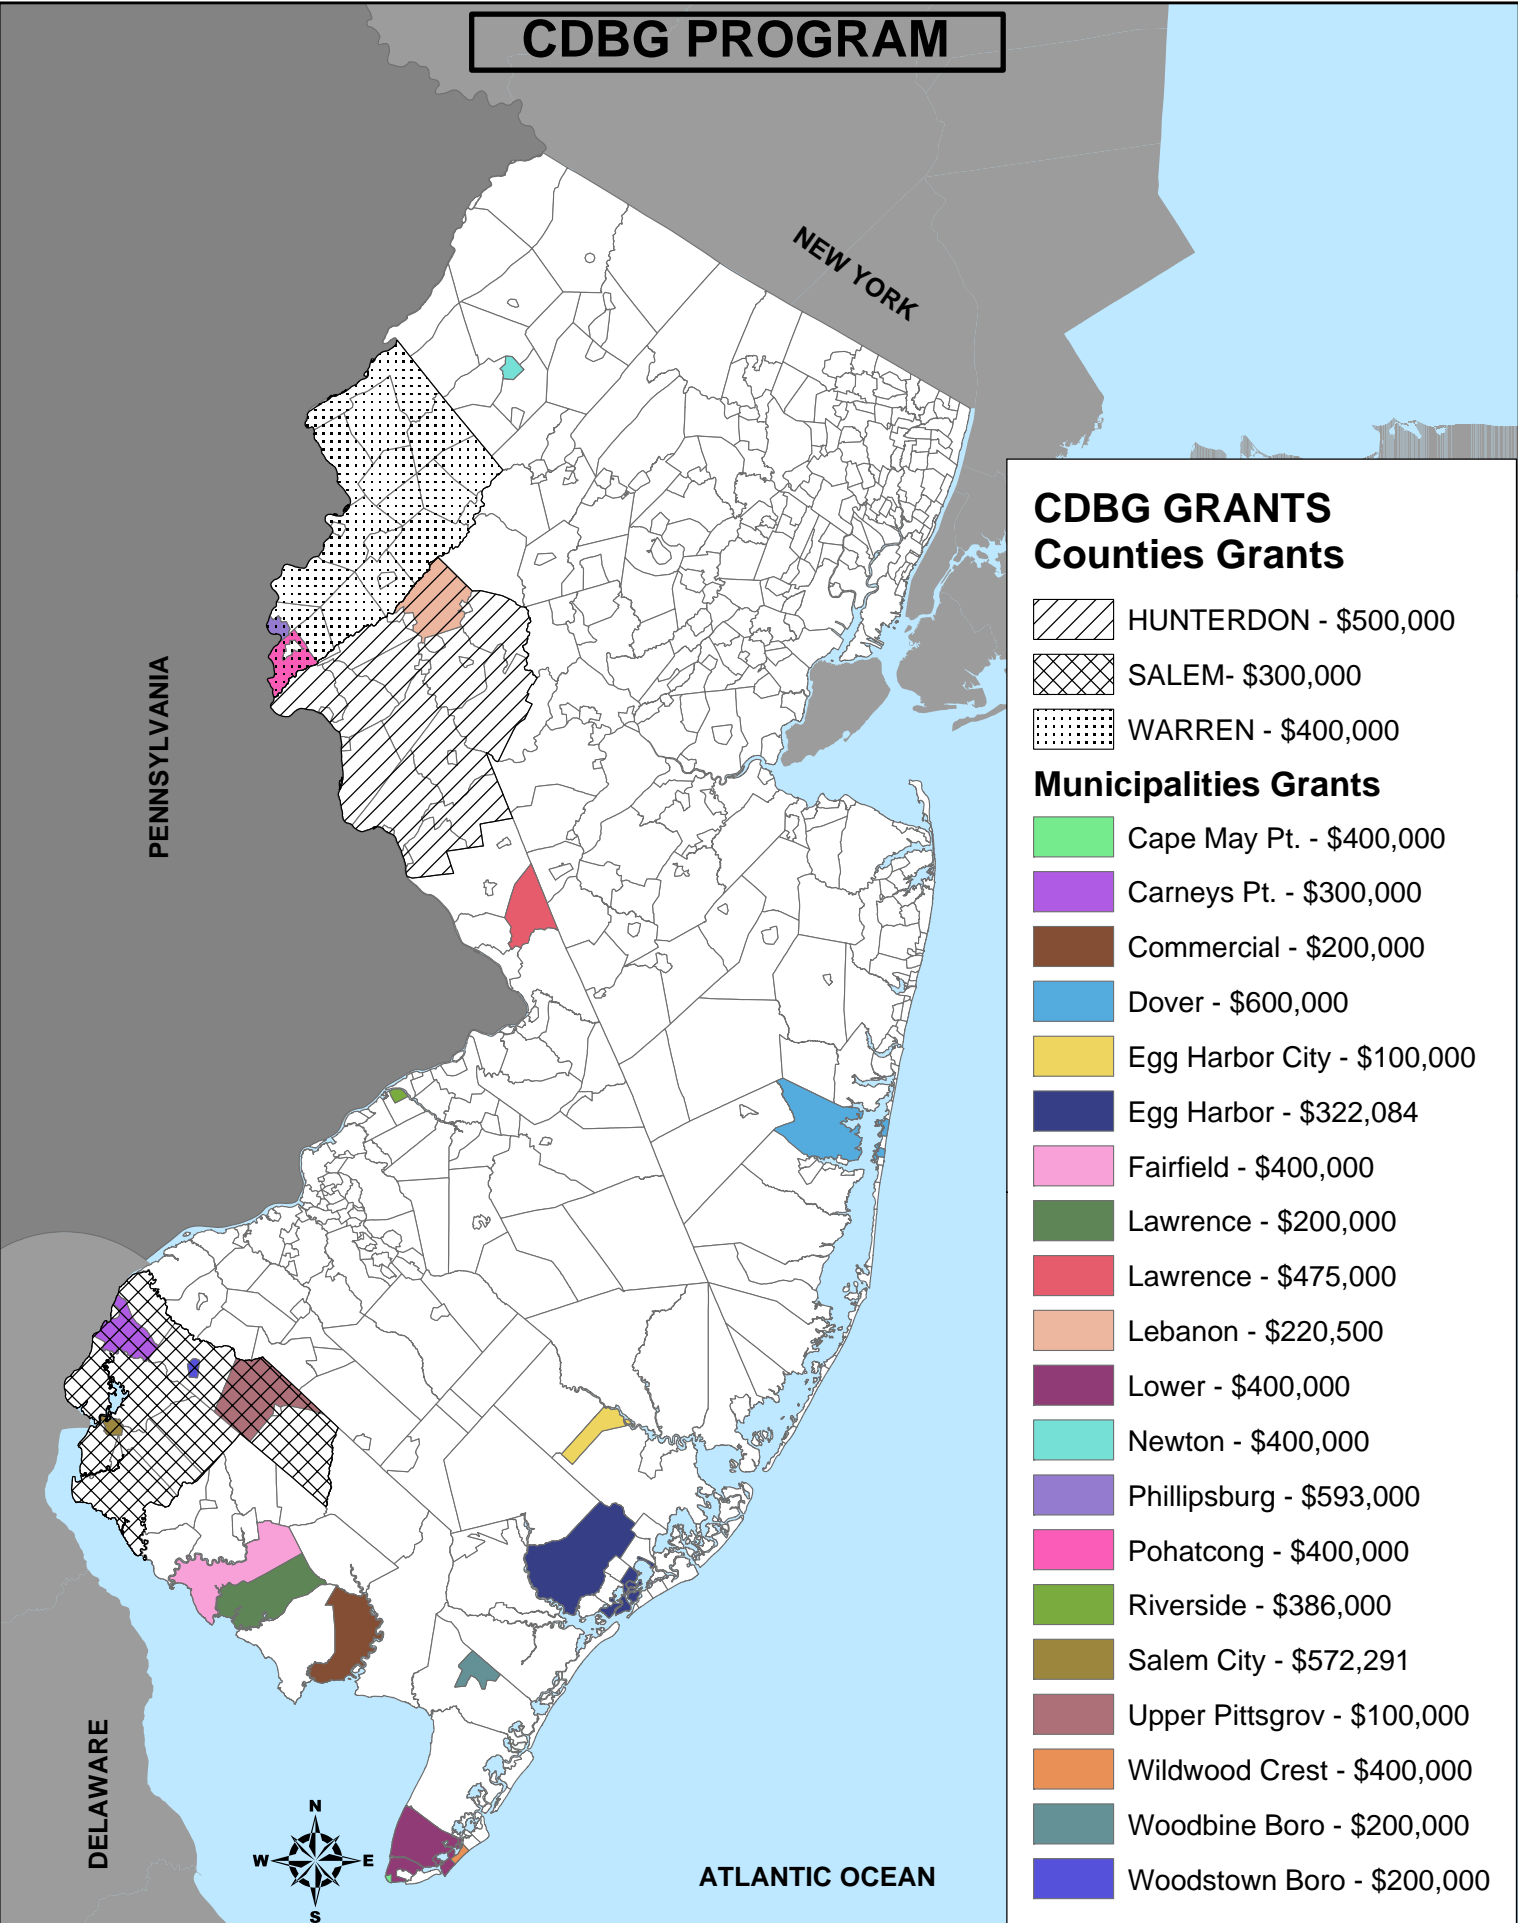 CDBG PROGRAM
NEW YORK
PENNSYLVANIA
DELAWARE
ATLANTIC OCEAN
N
W
E
S
CDBG GRANTS
Counties Grants
HUNTERDON - $500,000
SALEM- $300,000
WARREN - $400,000
Municipalities Grants
Cape May Pt. - $400,000
Carneys Pt. - $300,000
Commercial - $200,000
Dover - $600,000
Egg Harbor City - $100,000
Egg Harbor - $322,084
Fairfield - $400,000
Lawrence - $200,000
Lawrence - $475,000
Lebanon - $220,500
Lower - $400,000
Newton - $400,000
Phillipsburg - $593,000
Pohatcong - $400,000
Riverside - $386,000
Salem City - $572,291
Upper Pittsgrov - $100,000
Wildwood Crest - $400,000
Woodbine Boro - $200,000
Woodstown Boro - $200,000